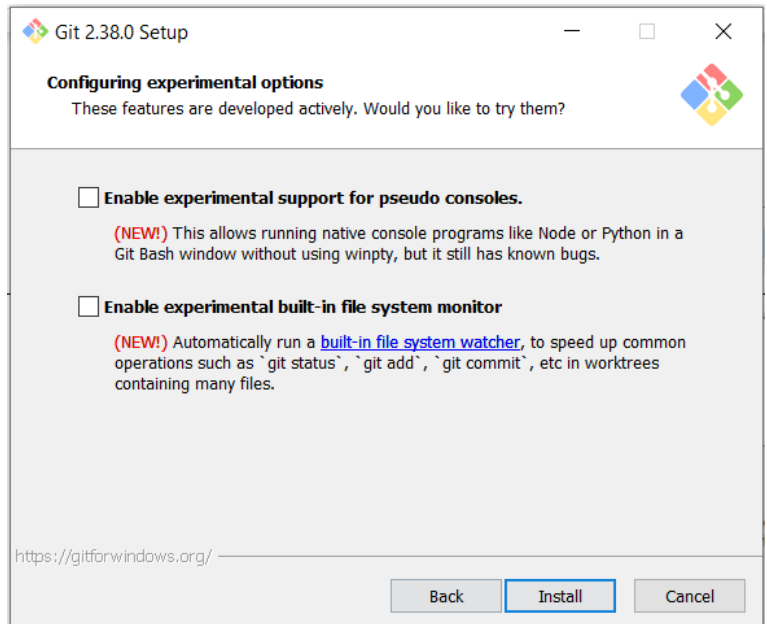 Git 2.38.0 Setup
Configuring experimental options
These features are developed actively. Would you like to try them?
Enable experimental support for pseudo consoles.
(NEW!) This allows running native console programs like Node or Python in a
Git Bash window without using winpty, but it still has known bugs.
Enable experimental built-in file system monitor
(NEW!) Automatically run a built-in file system watcher, to speed up common
operations such as `git status`, `git add`, `git commit`, etc in worktrees
containing many files.
https://gitforwindows.org/
Back
Install
Cancel